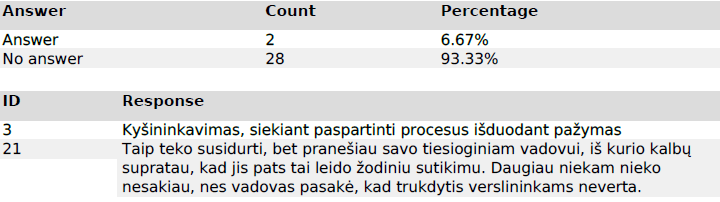 Answer Count Percentage
Answer 2 6.67%
No answer 28 93.33%
ID Response
3 Kyšininkavimas, siekiant paspartinti procesus išduodant pažymas
21 Taip teko susidurti, bet pranešiau savo tiesioginiam vadovui, iš kurio kalbų
supratau, kad jis pats tai leido žodiniu sutikimu. Daugiau niekam nieko
nesakiau, nes vadovas pasakė, kad trukdytis verslininkams neverta.